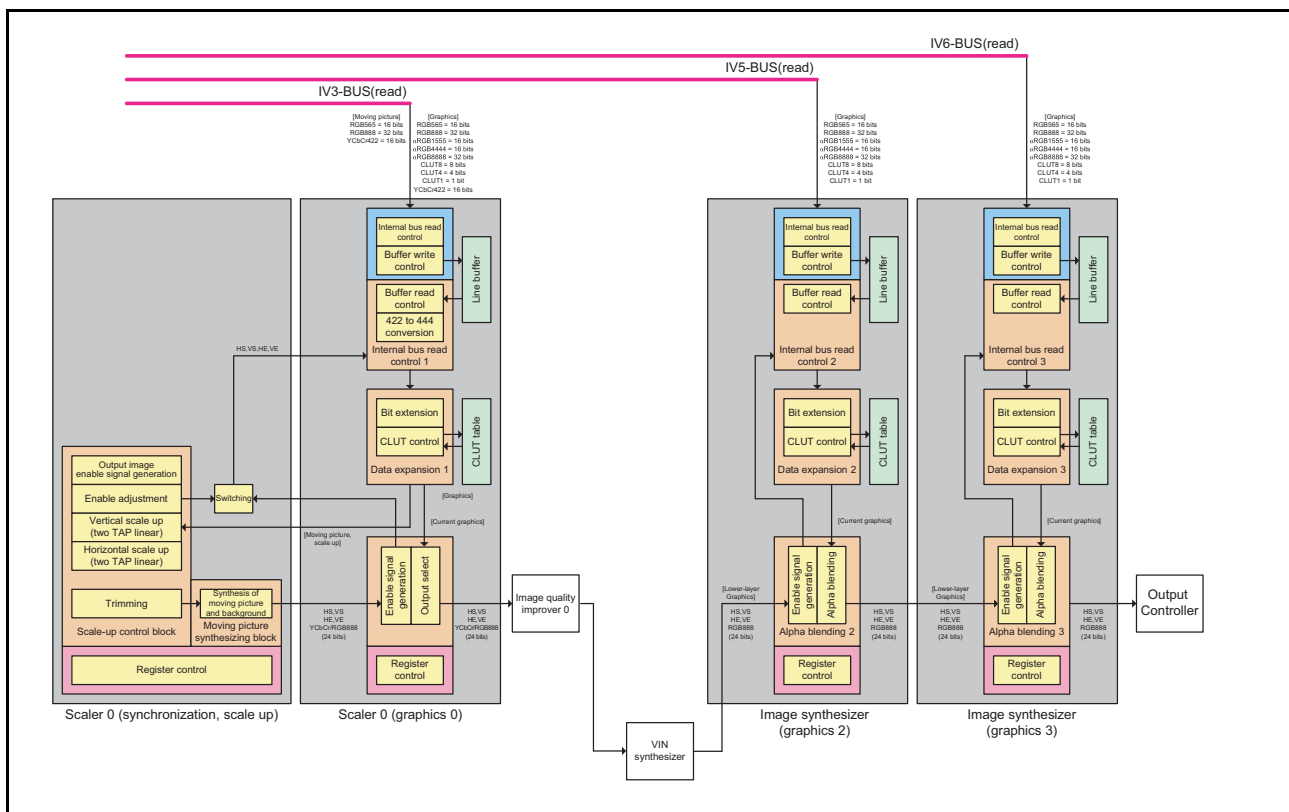 IV6-BUS(read)
IV5-BUS(read)
IV3-BUS(read)
[Moving picture]
RGB565 = 16 bits
RGB888 = 32 bits
YCbCr422 = 16 bits
[Graphics]
RGB565 = 16 bits
RGB888 = 32 bits
αRGB1555 = 16 bits
αRGB4444 = 16 bits
αRGB8888 = 32 bits
CLUT8 = 8 bits
CLUT4 = 4 bits
CLUT1 = 1 bit
YCbCr422 = 16 bits
[Graphics]
RGB565 = 16 bits
RGB888 = 32 bits
αRGB1555 = 16 bits
αRGB4444 = 16 bits
αRGB8888 = 32 bits
CLUT8 = 8 bits
CLUT4 = 4 bits
CLUT1 = 1 bit
[Graphics]
RGB565 = 16 bits
RGB888 = 32 bits
αRGB1555 = 16 bits
αRGB4444 = 16 bits
αRGB8888 = 32 bits
CLUT8 = 8 bits
CLUT4 = 4 bits
CLUT1 = 1 bit
Output image
enable signal generation
Enable adjustment
Vertical scale up
(two TAP linear)
Horizontal scale up
(two TAP linear)
Trimming
Scale-up control block
Synthesis of
moving picture
and background
Moving picture
synthesizing block
Register control
Switching
HS,VS,HE,VE
Scaler 0 (synchronization, scale up)
Internal bus read
control
Buffer write
control
Line buffer
Buffer read
control
422 to 444
conversion
Internal bus read
control 1
Bit extension
CLUT control
CLUT table
Data expansion 1
[Graphics]
[Current graphics]
[Moving picture,
scale up]
Enable signal
generation
Output select
HS,VS
HE,VE
YCbCr/RGB888
(24 bits)
HS,VS
HE,VE
YCbCr/RGB888
(24 bits)
Register
control
Scaler 0 (graphics 0)
Image quality
improver 0
VIN
synthesizer
Internal bus read
control
Buffer write
control
Line buffer
Buffer read
control
Internal bus read
control 2
Bit extension
CLUT control
CLUT table
Data expansion 2
[Current graphics]
[Lower-layer
Graphics]
HS,VS
HE,VE
RGB888
(24 bits)
Enable signal
generation
Alpha blending
Alpha blending 2
HS,VS
HE,VE
RGB888
(24 bits)
Register
control
Image synthesizer
(graphics 2)
Internal bus read
control
Buffer write
control
Line buffer
Buffer read
control
Internal bus read
control 3
Bit extension
CLUT control
CLUT table
Data expansion 3
[Current graphics]
[Lower-layer
Graphics]
HS,VS
HE,VE
RGB888
(24 bits)
Enable signal
generation
Alpha blending
Alpha blending 3
HS,VS
HE,VE
RGB888
(24 bits)
Register
control
Image synthesizer
(graphics 3)
Output
Controller